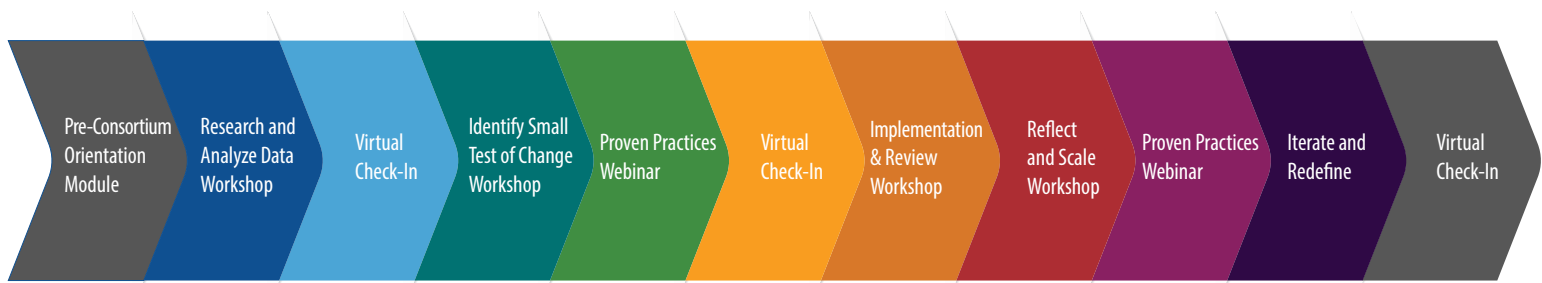 Pre-Consortium
Orientation
Module
Research and
Analyze Data
Workshop
Virtual
Check-In
Identify Small
Test of Change
Workshop
Proven Practices
Webinar
Virtual
Check-In
Implementation
& Review
Workshop
Reflect
and Scale
Workshop
Proven Practices
Webinar
Iterate and
Redefine
Virtual
Check-In